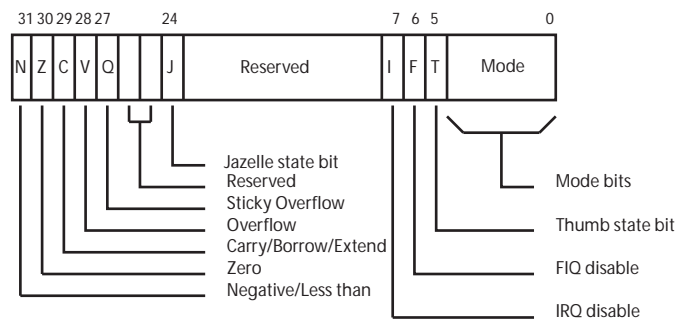 31 30 29 28 27 24 7 6 5 0
N Z C V Q J Reserved I F T Mode
Jazelle state bit
Reserved Mode bits
Sticky Overflow
Overflow Thumb state bit
Carry/Borrow/Extend
Zero FIQ disable
Negative/Less than
IRQ disable